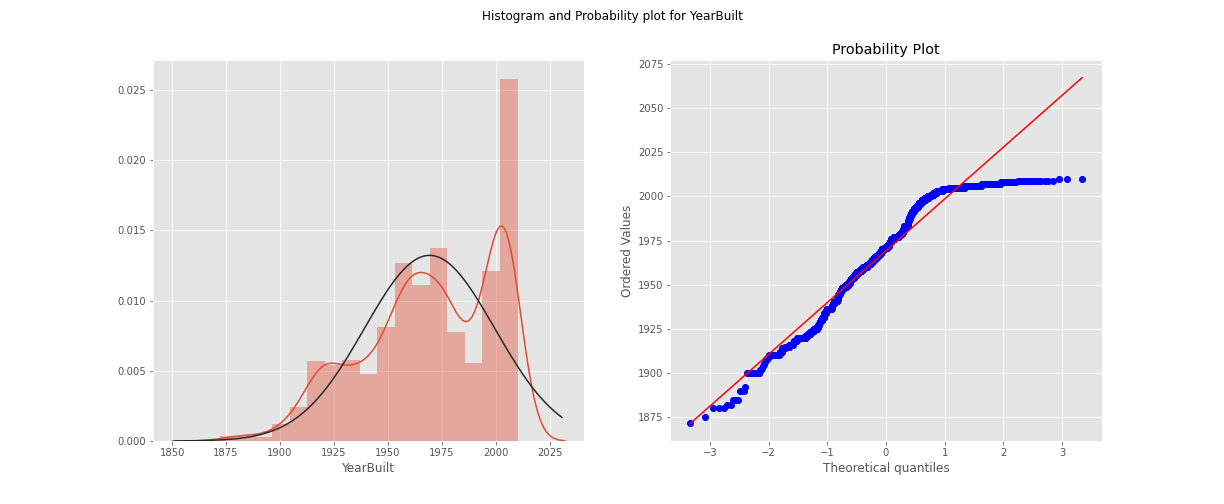 Histogram and Probability plot for YearBuilt
0.025
0.020
0.015
0.010
0.005
0.000
1850 1875 1900 1925 1950 1975 2000 2025
YearBuilt
Probability Plot
2075
2050
2025
2000
1975
1950
1925
1900
1875
Ordered Values
−3 −2 −1 0 1 2 3
Theoretical quantiles